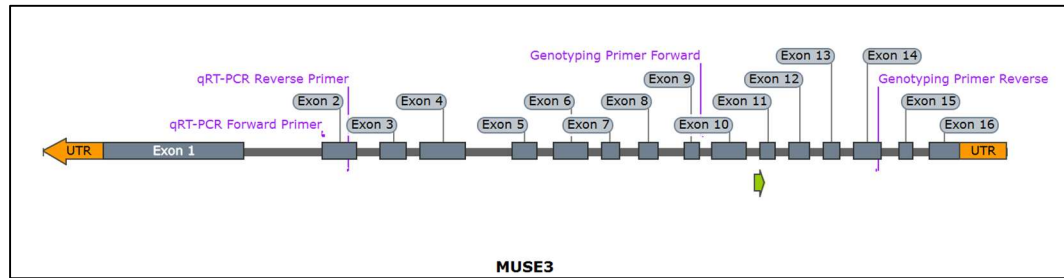 Exon 13
Exon 14
Genotyping Primer Forward
Exon 12
qRT-PCR Reverse Primer
Exon 9
Genotyping Primer Reverse
Exon 2
Exon 4
Exon 6
Exon 8
Exon 11
Exon 15
qRT-PCR Forward Primer
Exon 3
Exon 5
Exon 7
Exon 10
Exon 16
UTR
Exon 1
UTR
MUSE3